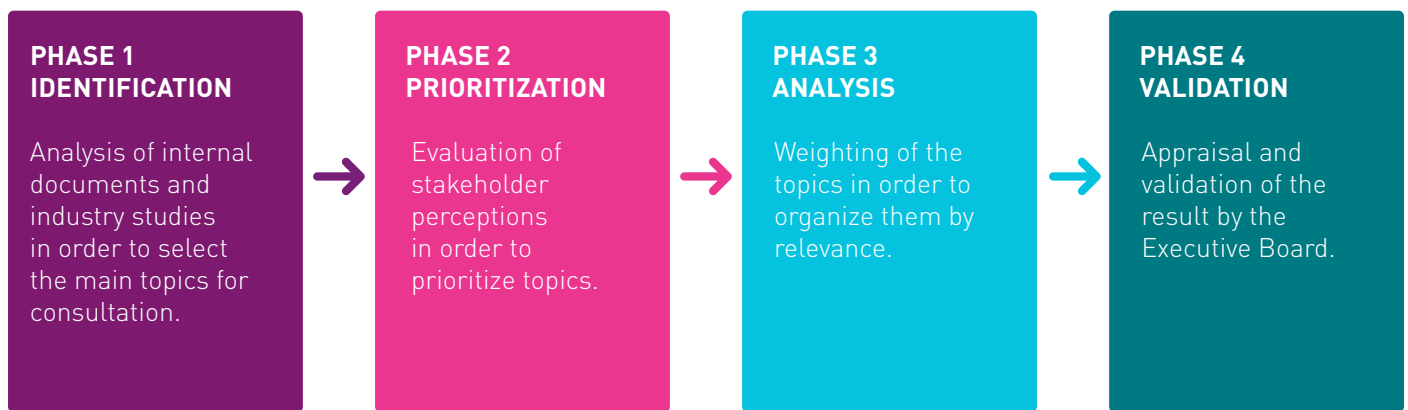 PHASE 1
IDENTIFICATION
Analysis of internal
documents and
industry studies
in order to select
the main topics for
consultation.
PHASE 2
PRIORITIZATION
Evaluation of
stakeholder
perceptions
in order to
prioritize topics.
PHASE 3
ANALYSIS
Weighting of the
topics in order to
organize them by
relevance.
PHASE 4
VALIDATION
Appraisal and
validation of the
result by the
Executive Board.